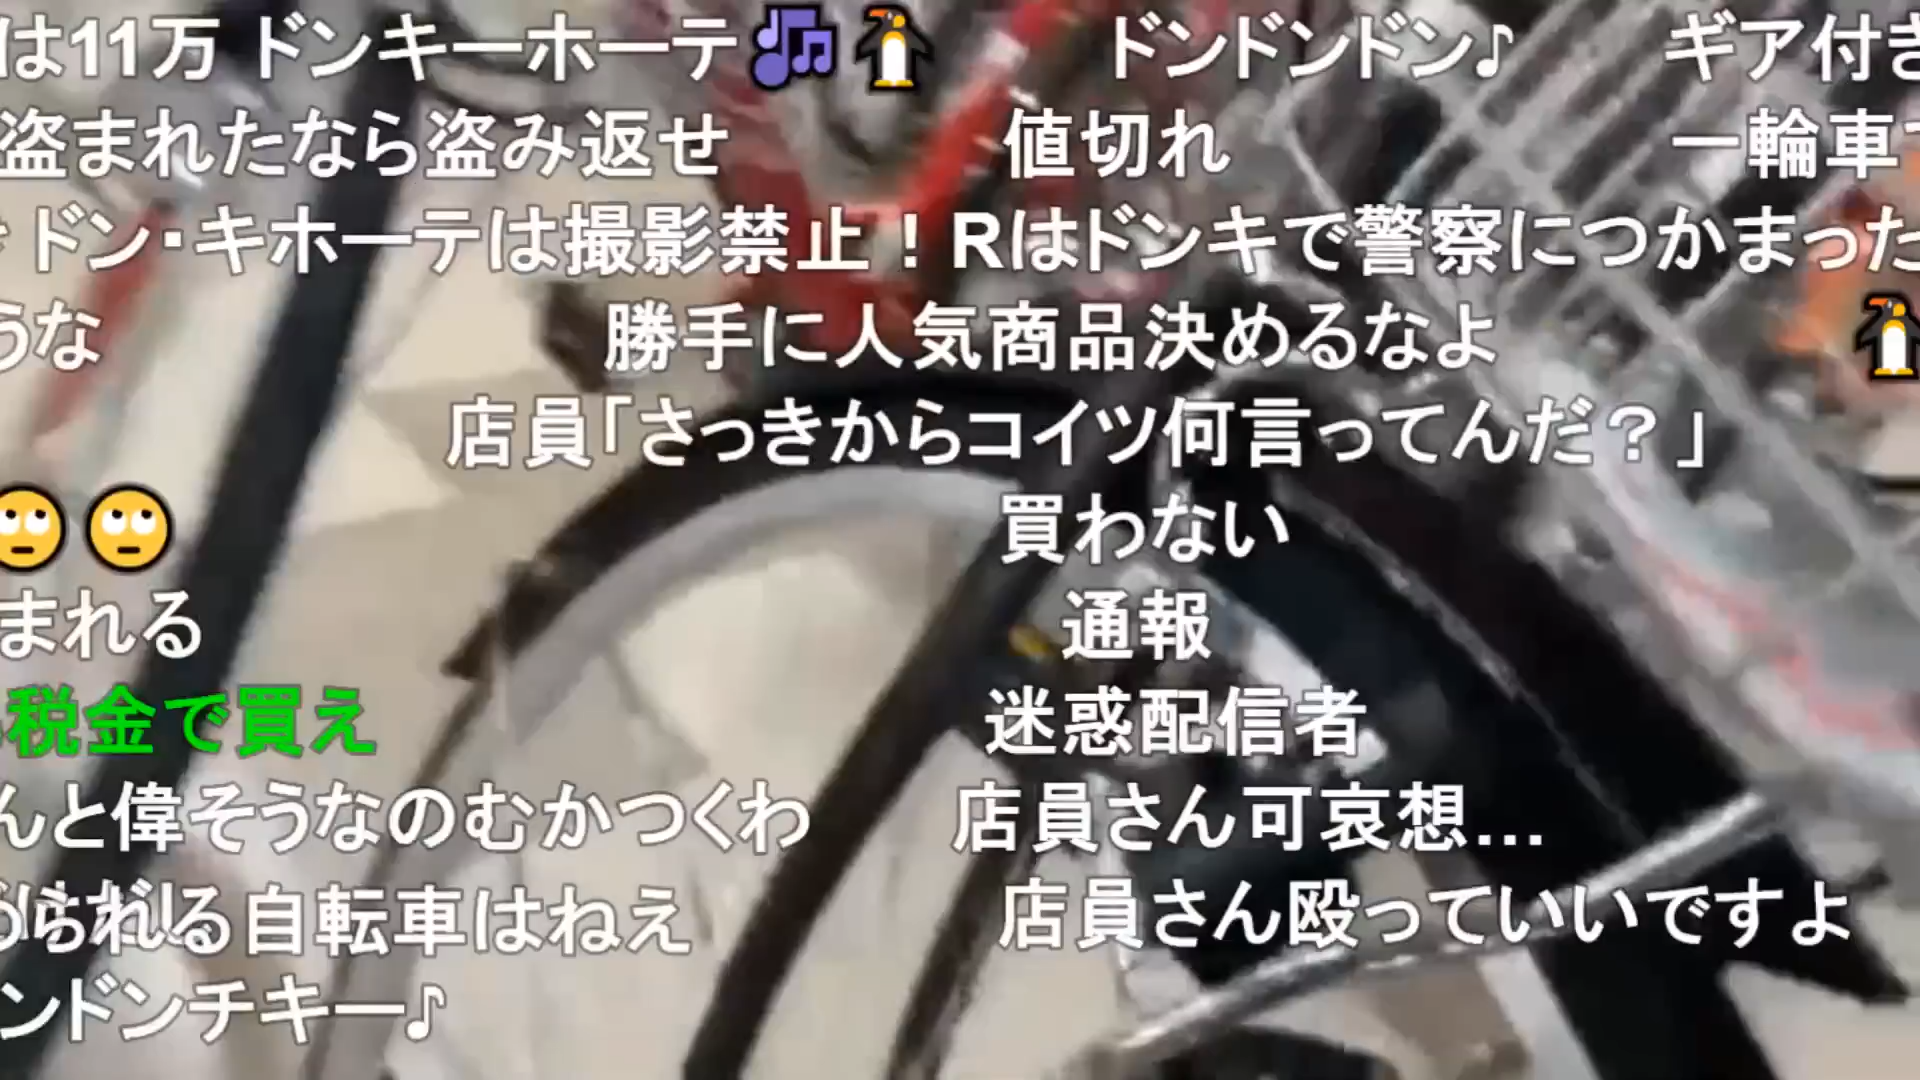 は11万 ドンキーホーテ🎶🐧 ドンドンドン♪ ギア付き
盗まれたなら盗み返せ 値切れ 一輪車
ドン・キホーテは撮影禁止！Rはドンキで警察につかまった
うな 勝手に人気商品決めるなよ 🐧
店員「さっきからコイツ何言ってんだ？」
🙄🙄 買わない
まれる 通報
税金で買え 迷惑配信者
んと偉そうなのむかつくわ 店員さん可哀想…
られる自転車はねえ 店員さん殴っていいですよ
ンドンチキー♪